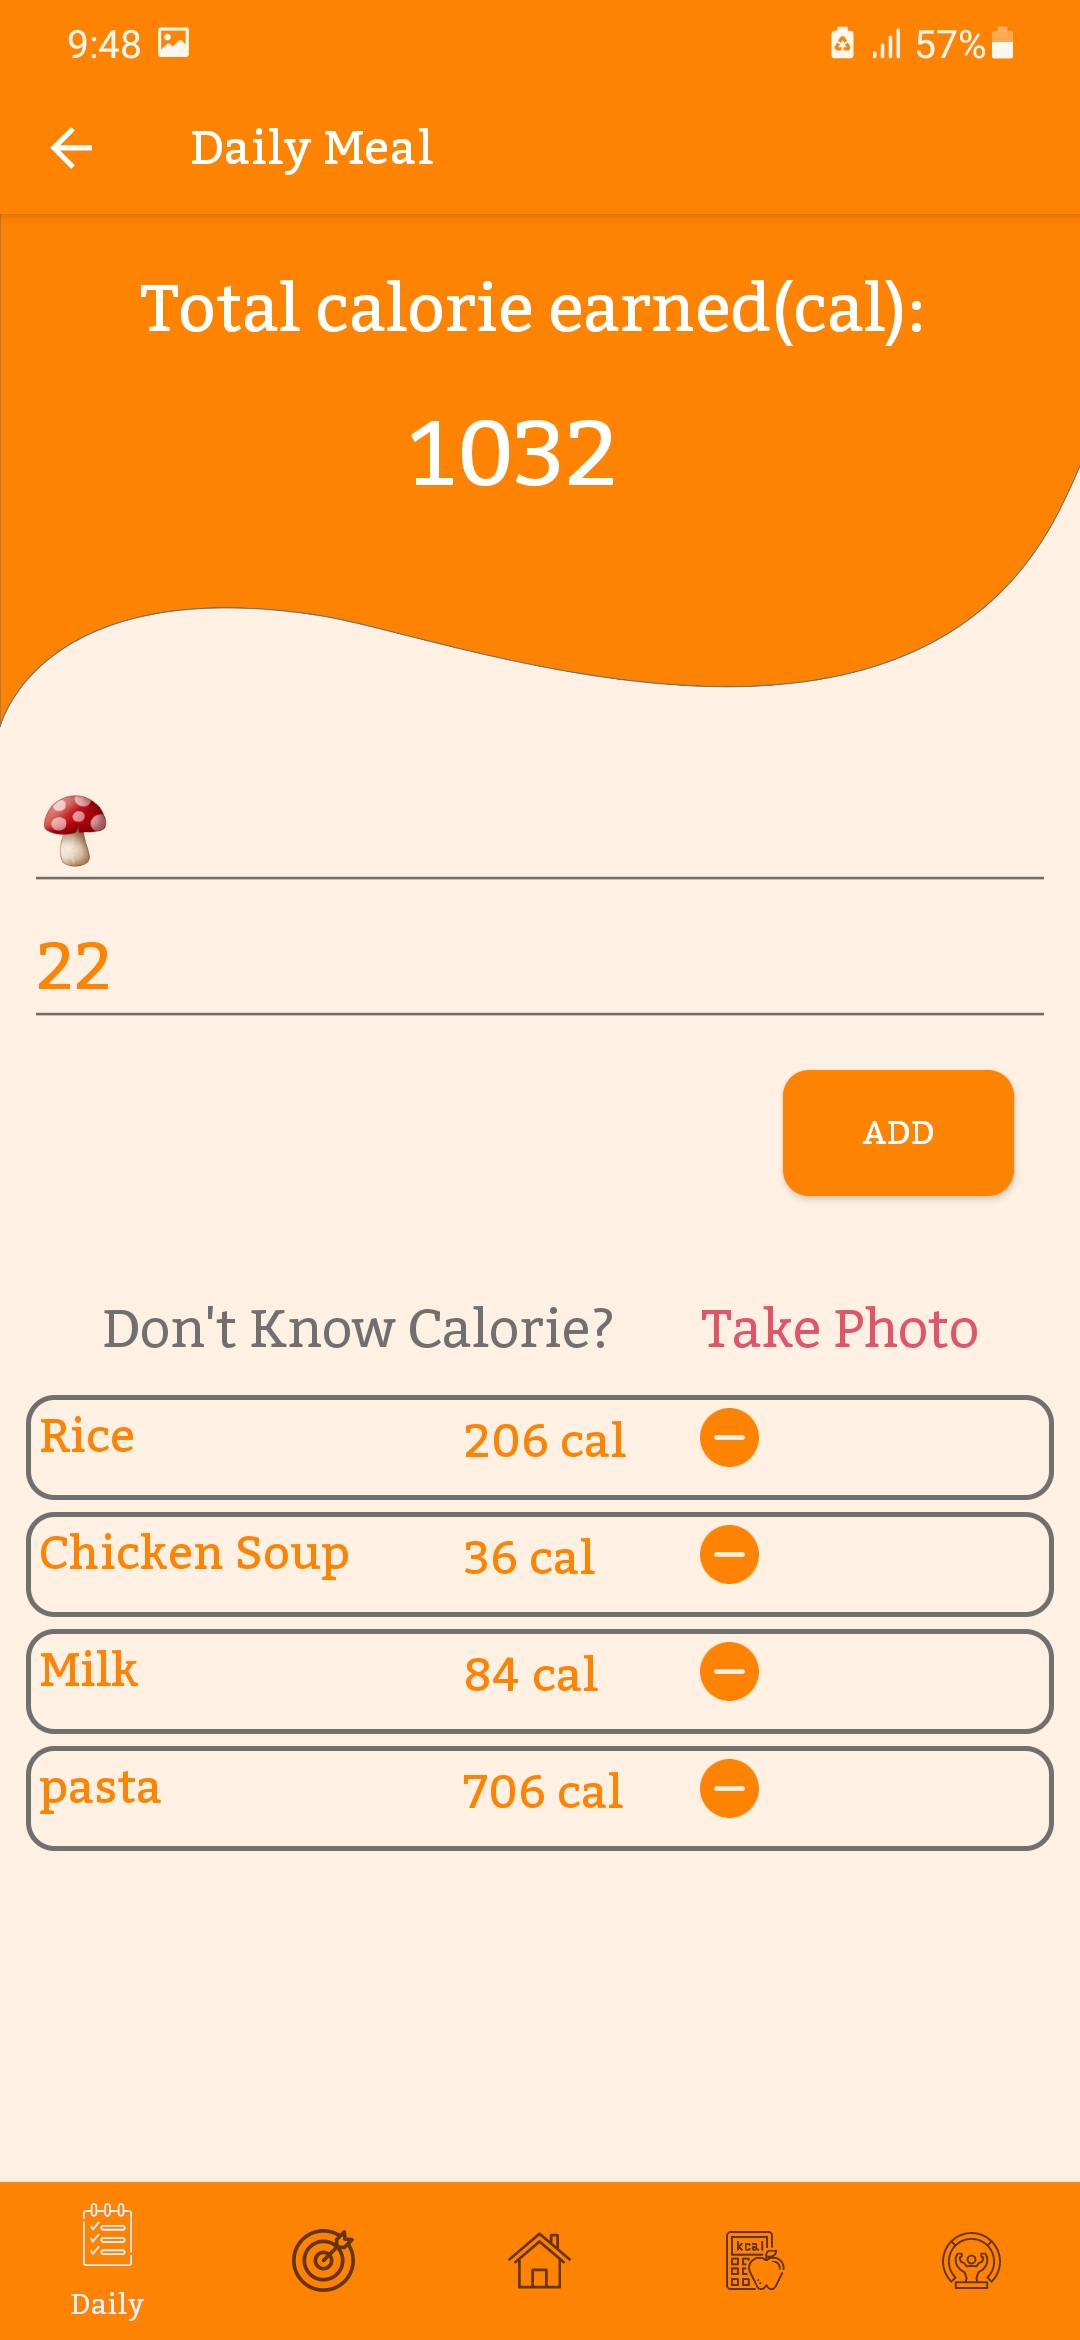 9:48 57%
Daily Meal
Total calorie earned(cal):
1032
🍄
22
ADD
Don't Know Calorie? Take Photo
Rice 206 cal
Chicken Soup 36 cal
Milk 84 cal
pasta 706 cal
kcal
Daily